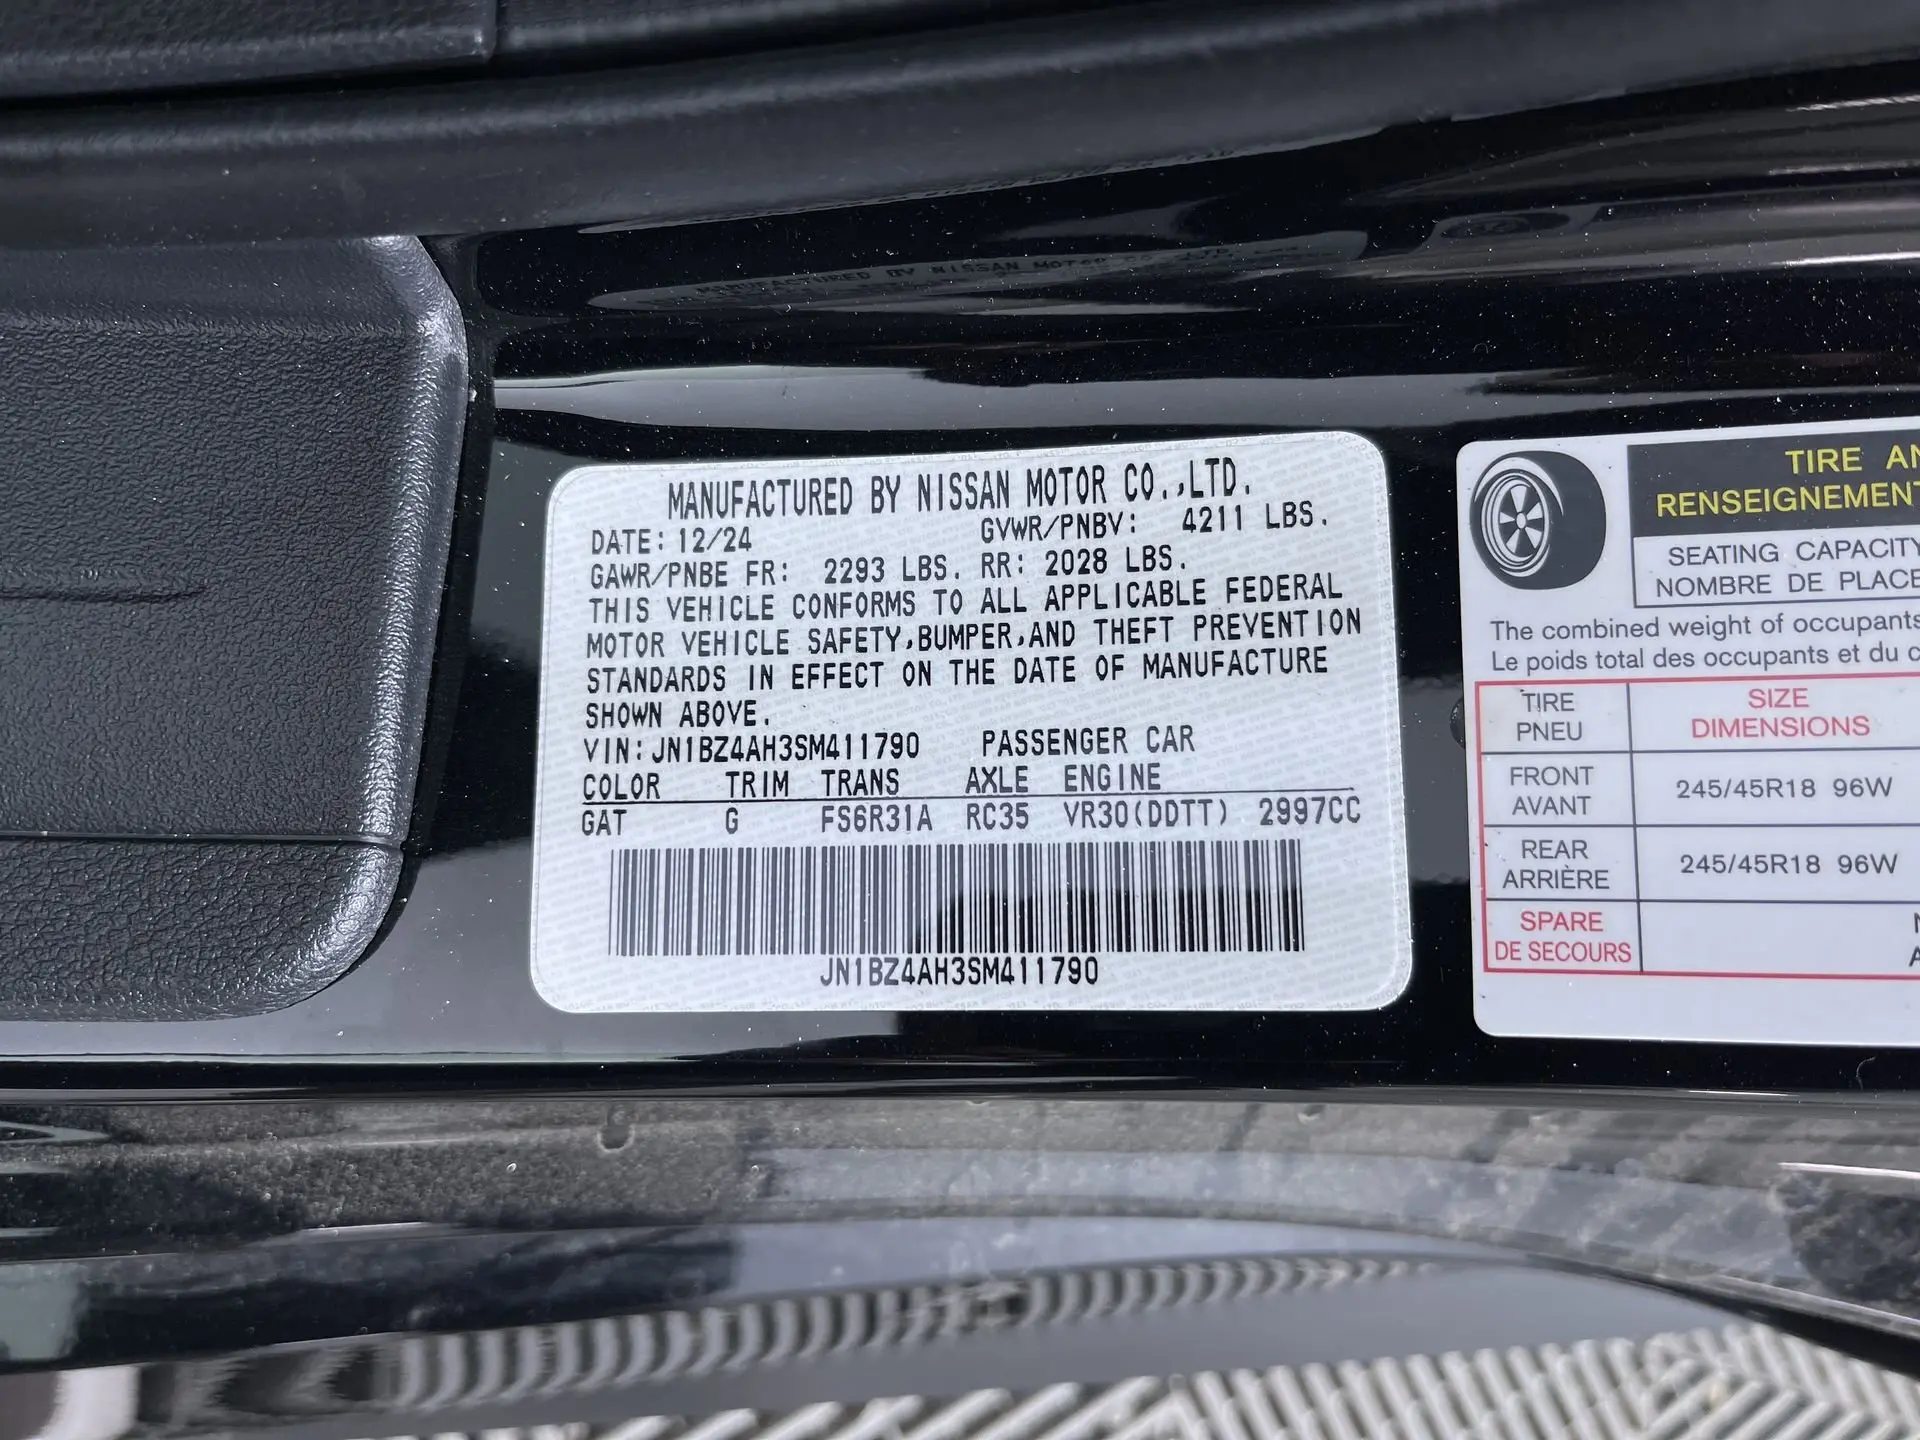 MANUFACTURED BY NISSAN MOTOR CO.,LTD.
DATE: 12/24 GVWR/PNBV: 4211 LBS.
GAWR/PNBE FR: 2293 LBS. RR: 2028 LBS.
THIS VEHICLE CONFORMS TO ALL APPLICABLE FEDERAL
MOTOR VEHICLE SAFETY,BUMPER,AND THEFT PREVENTION
STANDARDS IN EFFECT ON THE DATE OF MANUFACTURE
SHOWN ABOVE.
VIN: JN1BZ4AH3SM411790 PASSENGER CAR
COLOR TRIM TRANS AXLE ENGINE
GAT G FS6R31A RC35 VR30(DDTT) 2997CC
JN1BZ4AH3SM411790
TIRE AN
RENSEIGNEMENT
SEATING CAPACITY
NOMBRE DE PLACE
The combined weight of occupants
Le poids total des occupants et du c
TIRE
PNEU
SIZE
DIMENSIONS
FRONT
AVANT
245/45R18 96W
REAR
ARRIÈRE
245/45R18 96W
SPARE
DE SECOURS